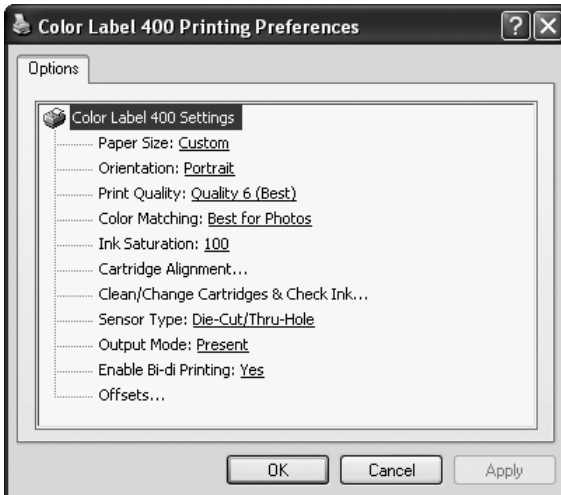 Color Label 400 Printing Preferences
Options
Color Label 400 Settings
Paper Size: Custom
Orientation: Portrait
Print Quality: Quality 6 (Best)
Color Matching: Best for Photos
Ink Saturation: 100
Cartridge Alignment...
Clean/Change Cartridges & Check Ink...
Sensor Type: Die-Cut/Thru-Hole
Output Mode: Present
Enable Bi-di Printing: Yes
Offsets...
OK Cancel Apply